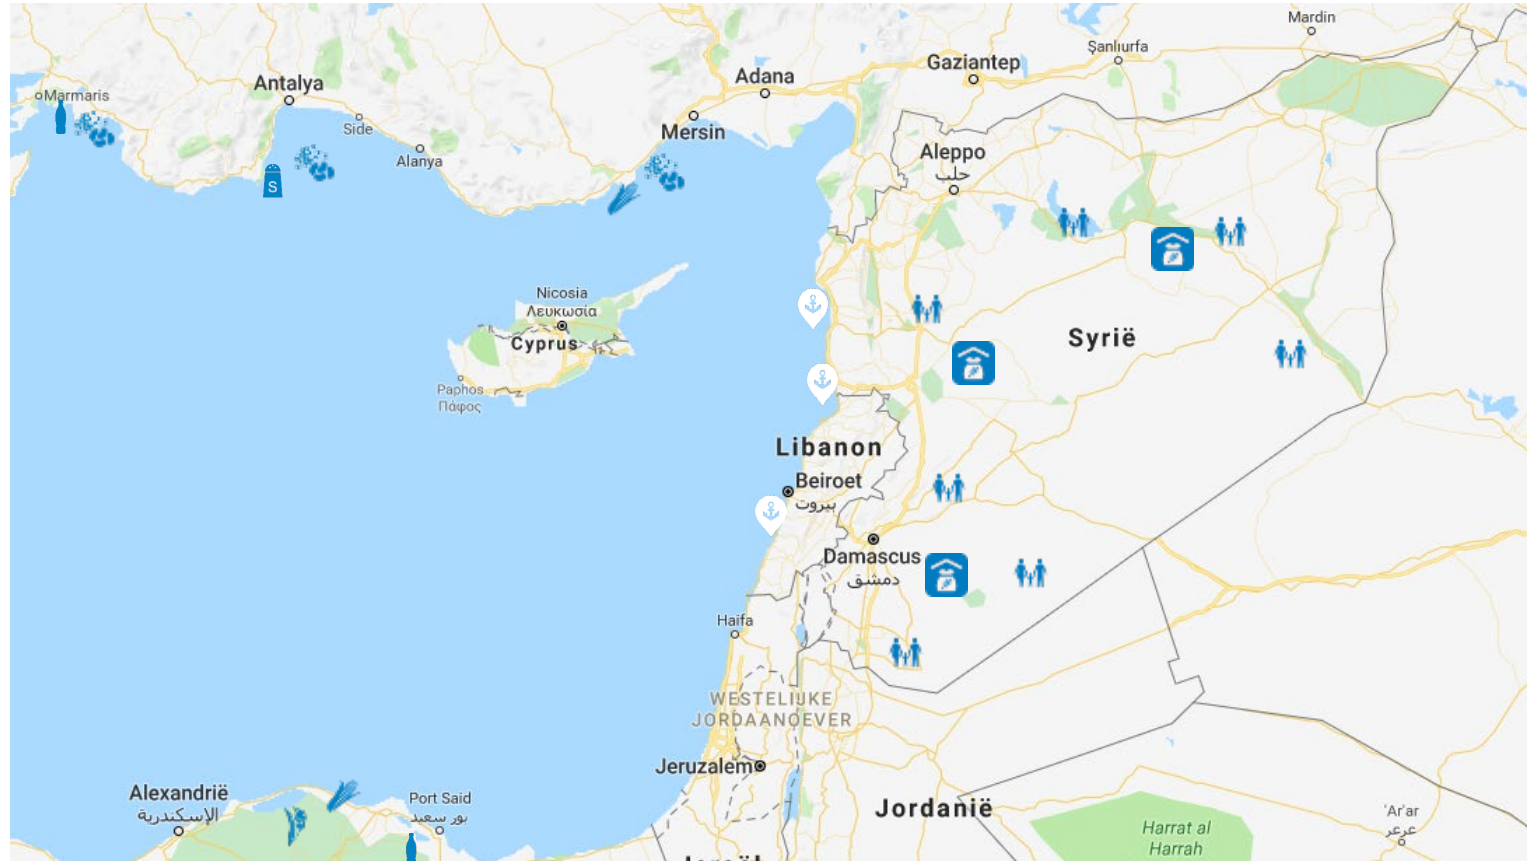 Mardin
Şanlıurfa
Gaziantep
Adana
Antalya
Marmaris
Side
Mersin
Alanya
Aleppo
حلب
S
Nicosia
Λευκωσία
Cyprus
Syrië
Paphos
Πάφος
Libanon
Beiroet
بيروت
Damascus
دمشق
Haifa
WESTELIJKE
JORDAANOEVER
Jeruzalem
Alexandrië
الإسكندرية
Port Said
بور سعيد
Jordanië
'Ar'ar
عرعر
Harrat al
Harrah
Israël